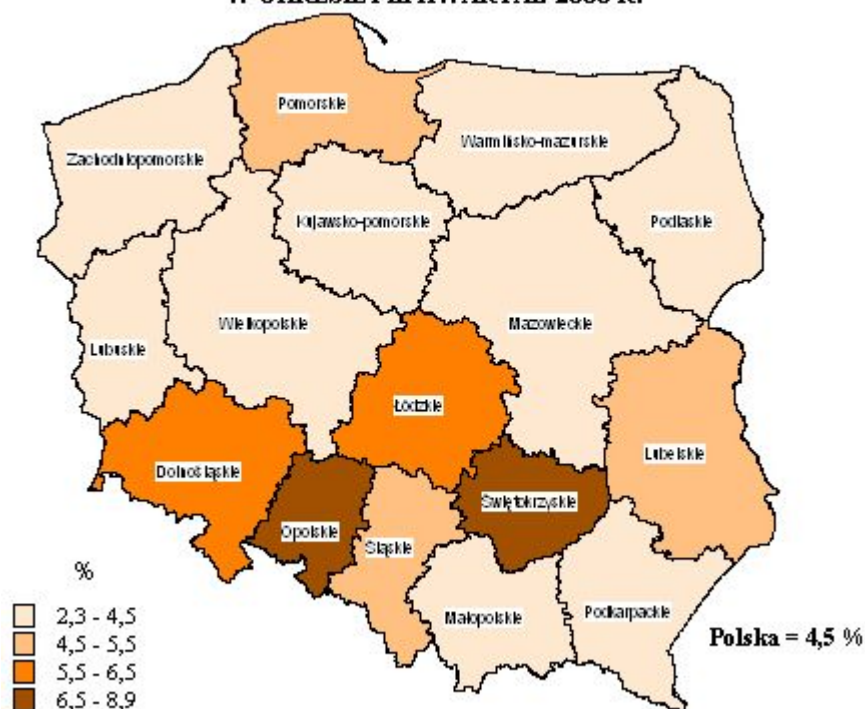 Pomorskie
Warmińsko-mazurskie
Zachodniopomorskie
Kujawsko-pomorskie
Podlaskie
Wielkopolskie
Mazowieckie
Lubuskie
Łódzkie
Lubelskie
Dolnośląskie
Świętokrzyskie
Opolskie
Śląskie
Małopolskie
Podkarpackie
Polska = 4,5 %
%
2,3 - 4,5
4,5 - 5,5
5,5 - 6,5
6,5 - 8,9